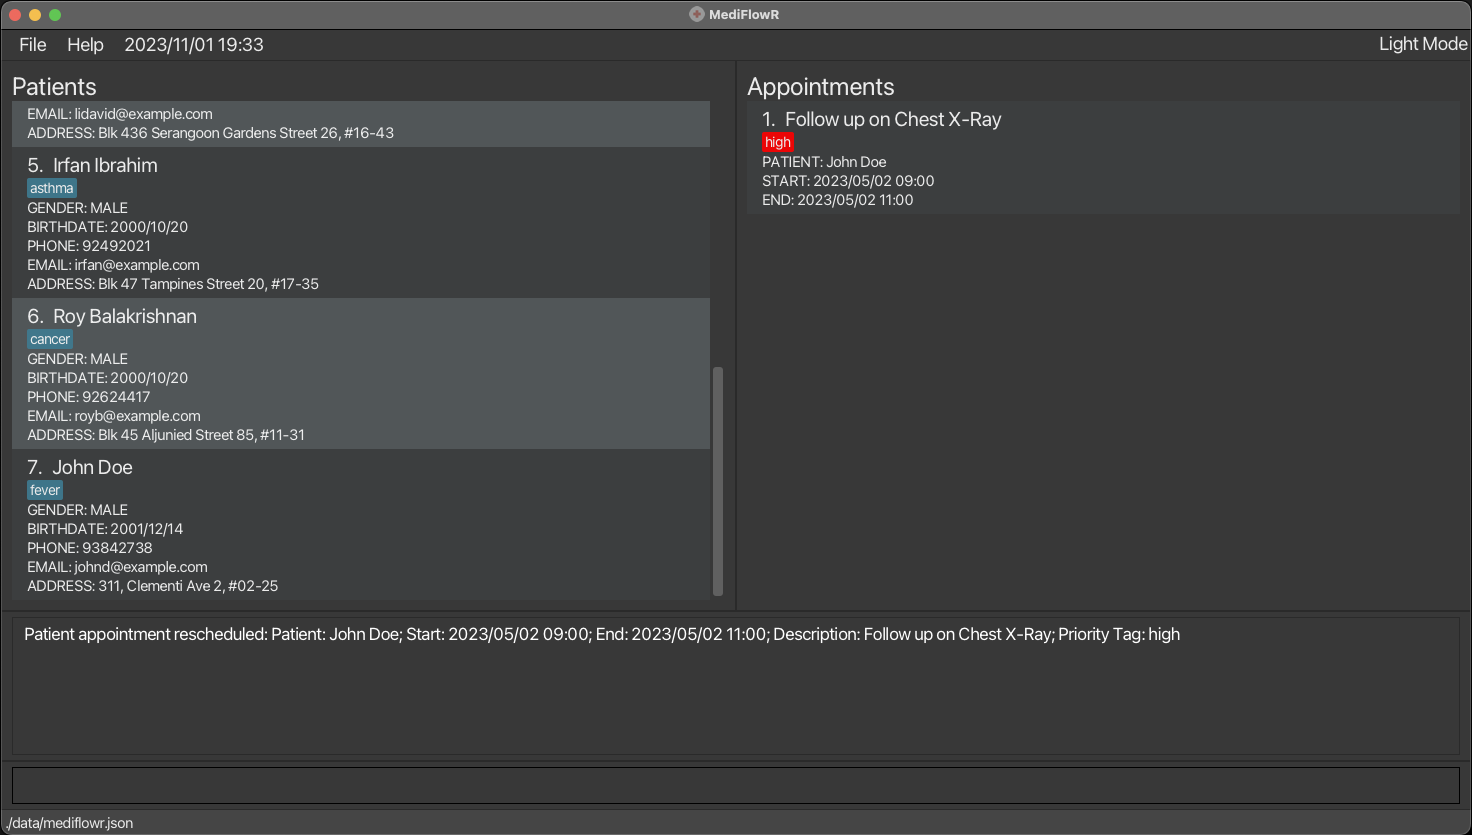 MediFlowR
File Help 2023/11/01 19:33 Light Mode
Patients
EMAIL: lidavid@example.com
ADDRESS: Blk 436 Serangoon Gardens Street 26, #16-43
5. Irfan Ibrahim
asthma
GENDER: MALE
BIRTHDATE: 2000/10/20
PHONE: 92492021
EMAIL: irfan@example.com
ADDRESS: Blk 47 Tampines Street 20, #17-35
6. Roy Balakrishnan
cancer
GENDER: MALE
BIRTHDATE: 2000/10/20
PHONE: 92624417
EMAIL: royb@example.com
ADDRESS: Blk 45 Aljunied Street 85, #11-31
7. John Doe
fever
GENDER: MALE
BIRTHDATE: 2001/12/14
PHONE: 93842738
EMAIL: johnd@example.com
ADDRESS: 311, Clementi Ave 2, #02-25
Appointments
1. Follow up on Chest X-Ray
high
PATIENT: John Doe
START: 2023/05/02 09:00
END: 2023/05/02 11:00
Patient appointment rescheduled: Patient: John Doe; Start: 2023/05/02 09:00; End: 2023/05/02 11:00; Description: Follow up on Chest X-Ray; Priority Tag: high
./data/mediflowr.json